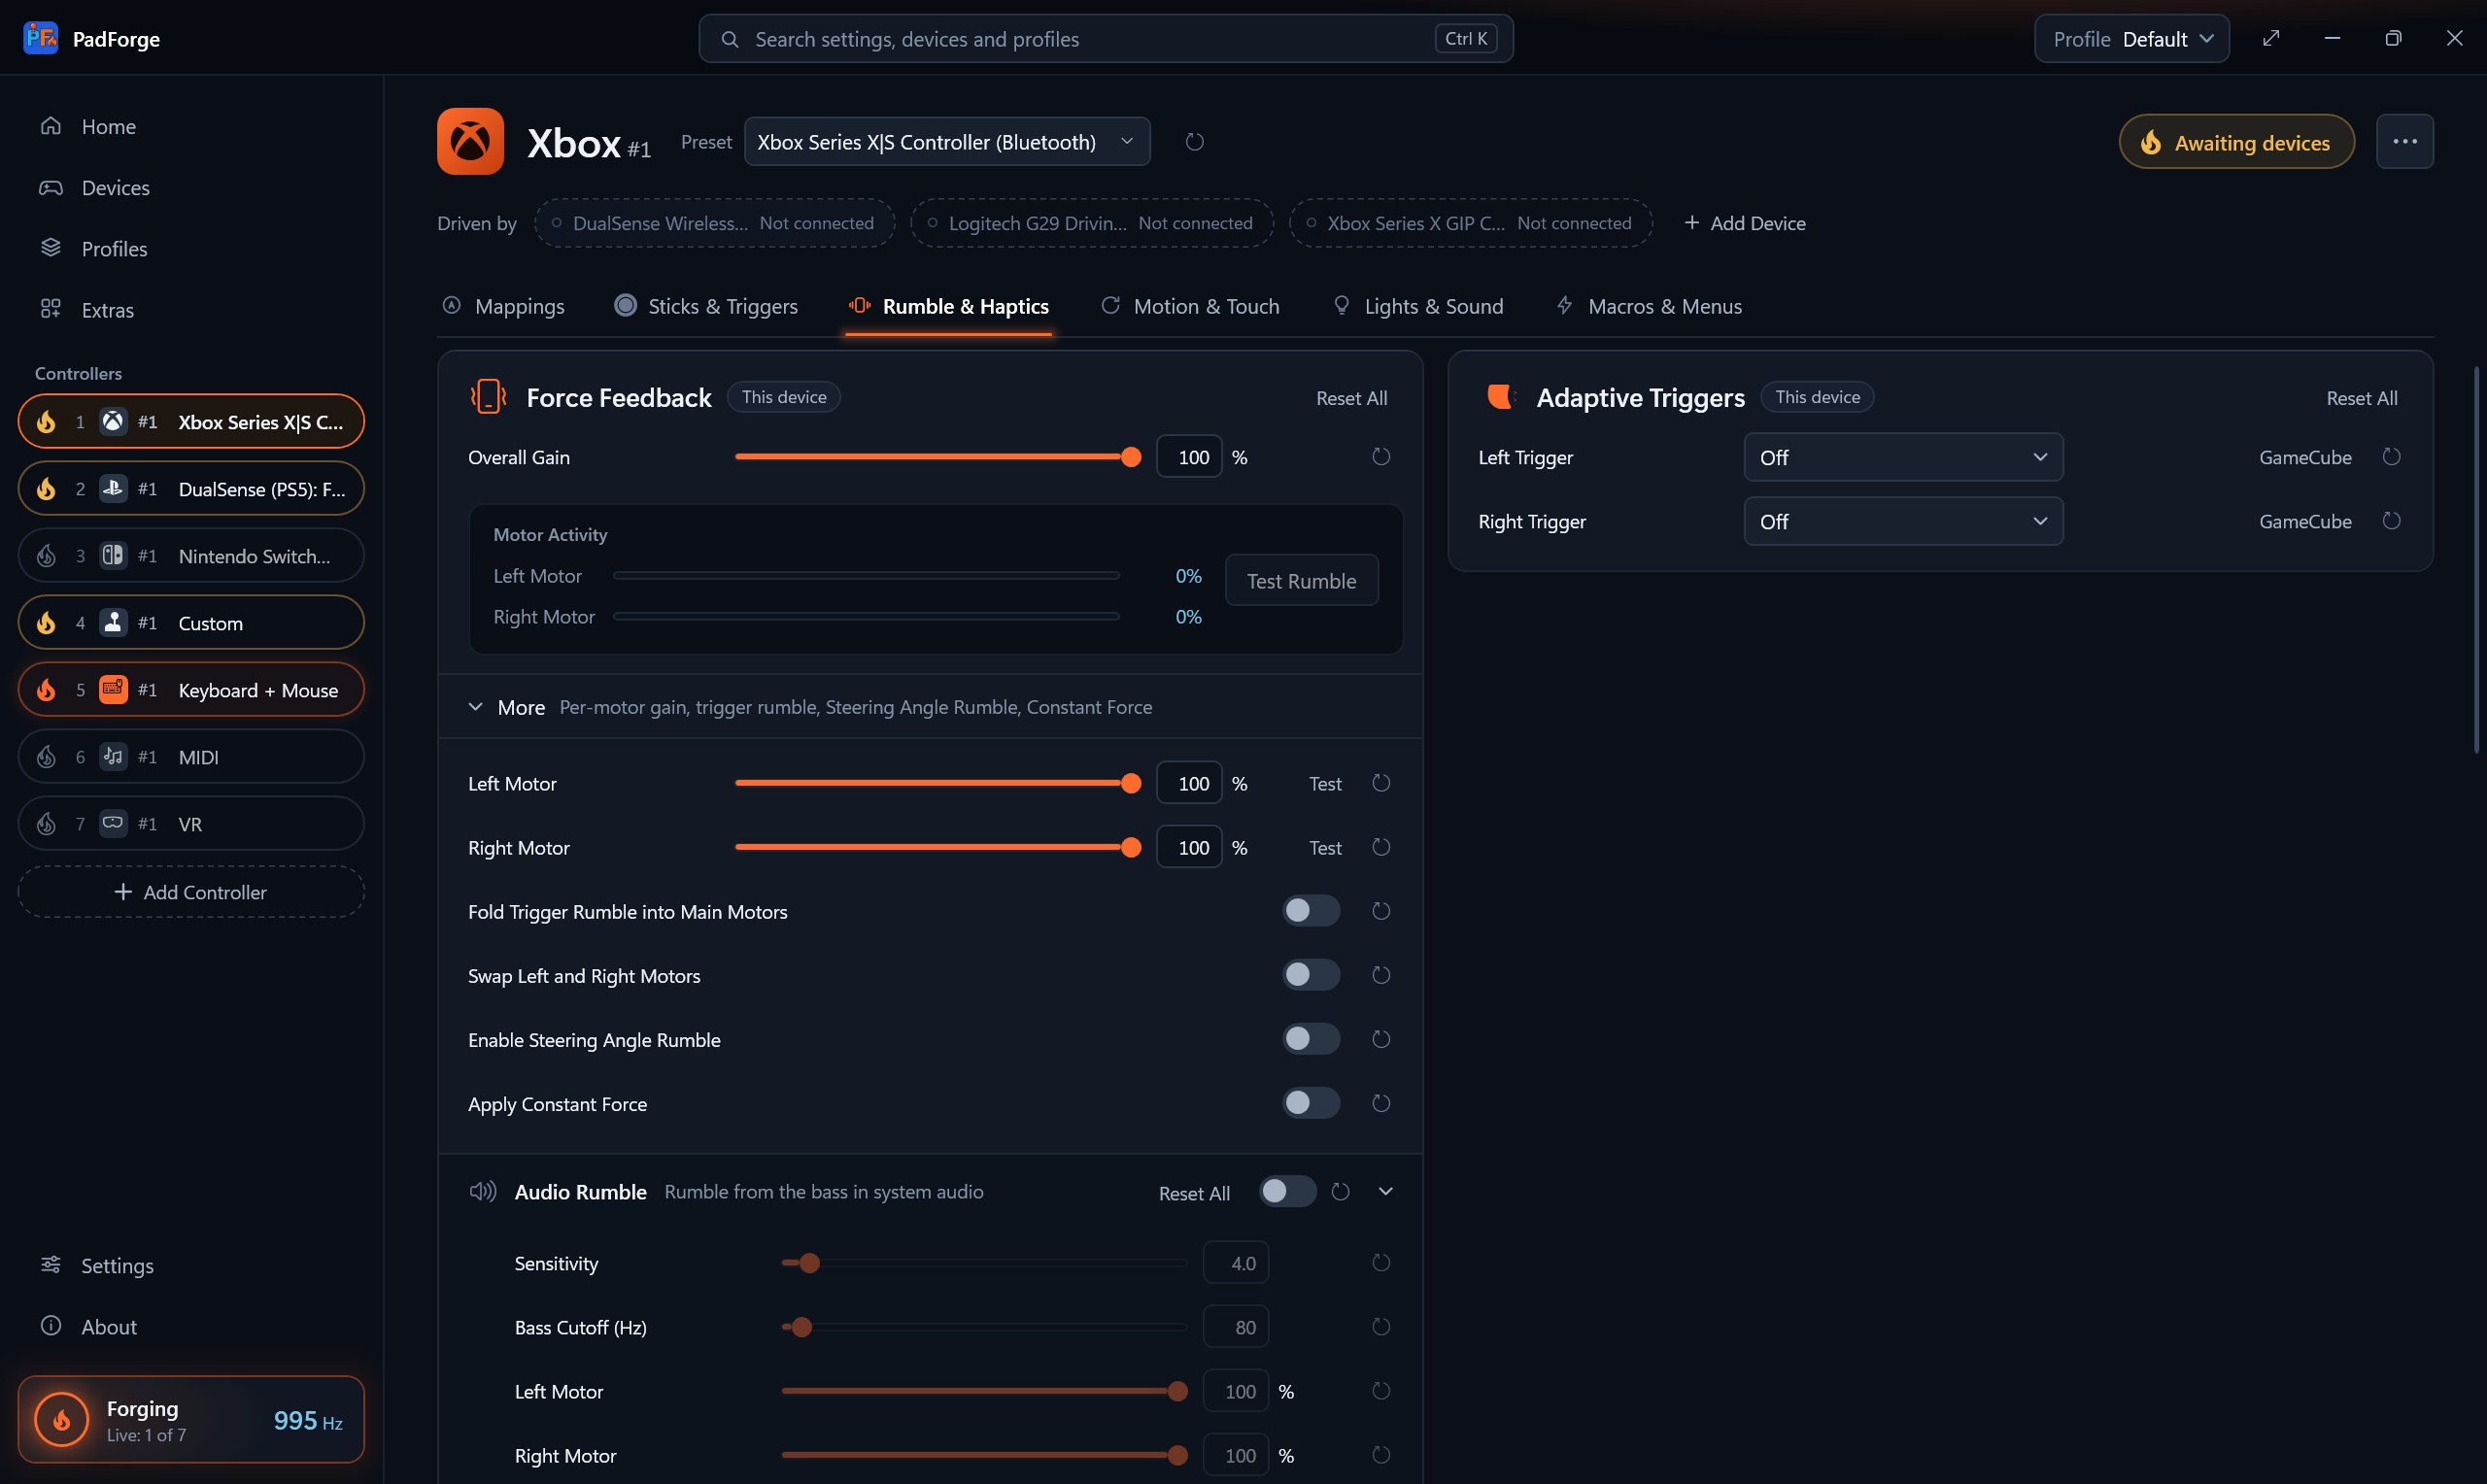 PadForge
Search settings, devices and profiles
Ctrl K
Profile Default
Home
Devices
Profiles
Extras
Controllers
1 #1 Xbox Series X|S C...
2 #1 DualSense (PS5): F...
3 #1 Nintendo Switch...
4 #1 Custom
5 #1 Keyboard + Mouse
6 #1 MIDI
7 #1 VR
Add Controller
Settings
About
Forging
Live: 1 of 7
995 Hz
Xbox #1
Preset
Xbox Series X|S Controller (Bluetooth)
Awaiting devices
Driven by
DualSense Wireless... Not connected
Logitech G29 Drivin... Not connected
Xbox Series X GIP C... Not connected
Add Device
Mappings
Sticks & Triggers
Rumble & Haptics
Motion & Touch
Lights & Sound
Macros & Menus
Force Feedback
This device
Reset All
Overall Gain 100 %
Motor Activity
Left Motor 0%
Right Motor 0%
Test Rumble
More Per-motor gain, trigger rumble, Steering Angle Rumble, Constant Force
Left Motor 100 % Test
Right Motor 100 % Test
Fold Trigger Rumble into Main Motors
Swap Left and Right Motors
Enable Steering Angle Rumble
Apply Constant Force
Audio Rumble Rumble from the bass in system audio Reset All
Sensitivity 4.0
Bass Cutoff (Hz) 80
Left Motor 100 %
Right Motor 100 %
Adaptive Triggers
This device
Reset All
Left Trigger Off GameCube
Right Trigger Off GameCube